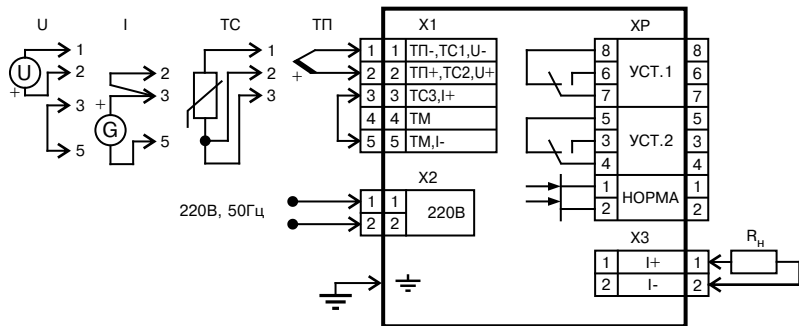 U I ТС ТП X1 XP
1 2 + 3 5
U
2 3 5 +
G
1 2 3
+
1 1 ТП-,ТС1,U-
2 2 ТП+,ТС2,U+
3 3 ТС3,I+
4 4 ТМ
5 5 ТМ,I-
8 УСТ.1 8
6 6
7 7
5 УСТ.2 5
3 3
4 4
1 НОРМА 1
2 2
X2
220В, 50Гц
1 1 220В
2 2
X3 Rн
1 I+ 1
2 I- 2